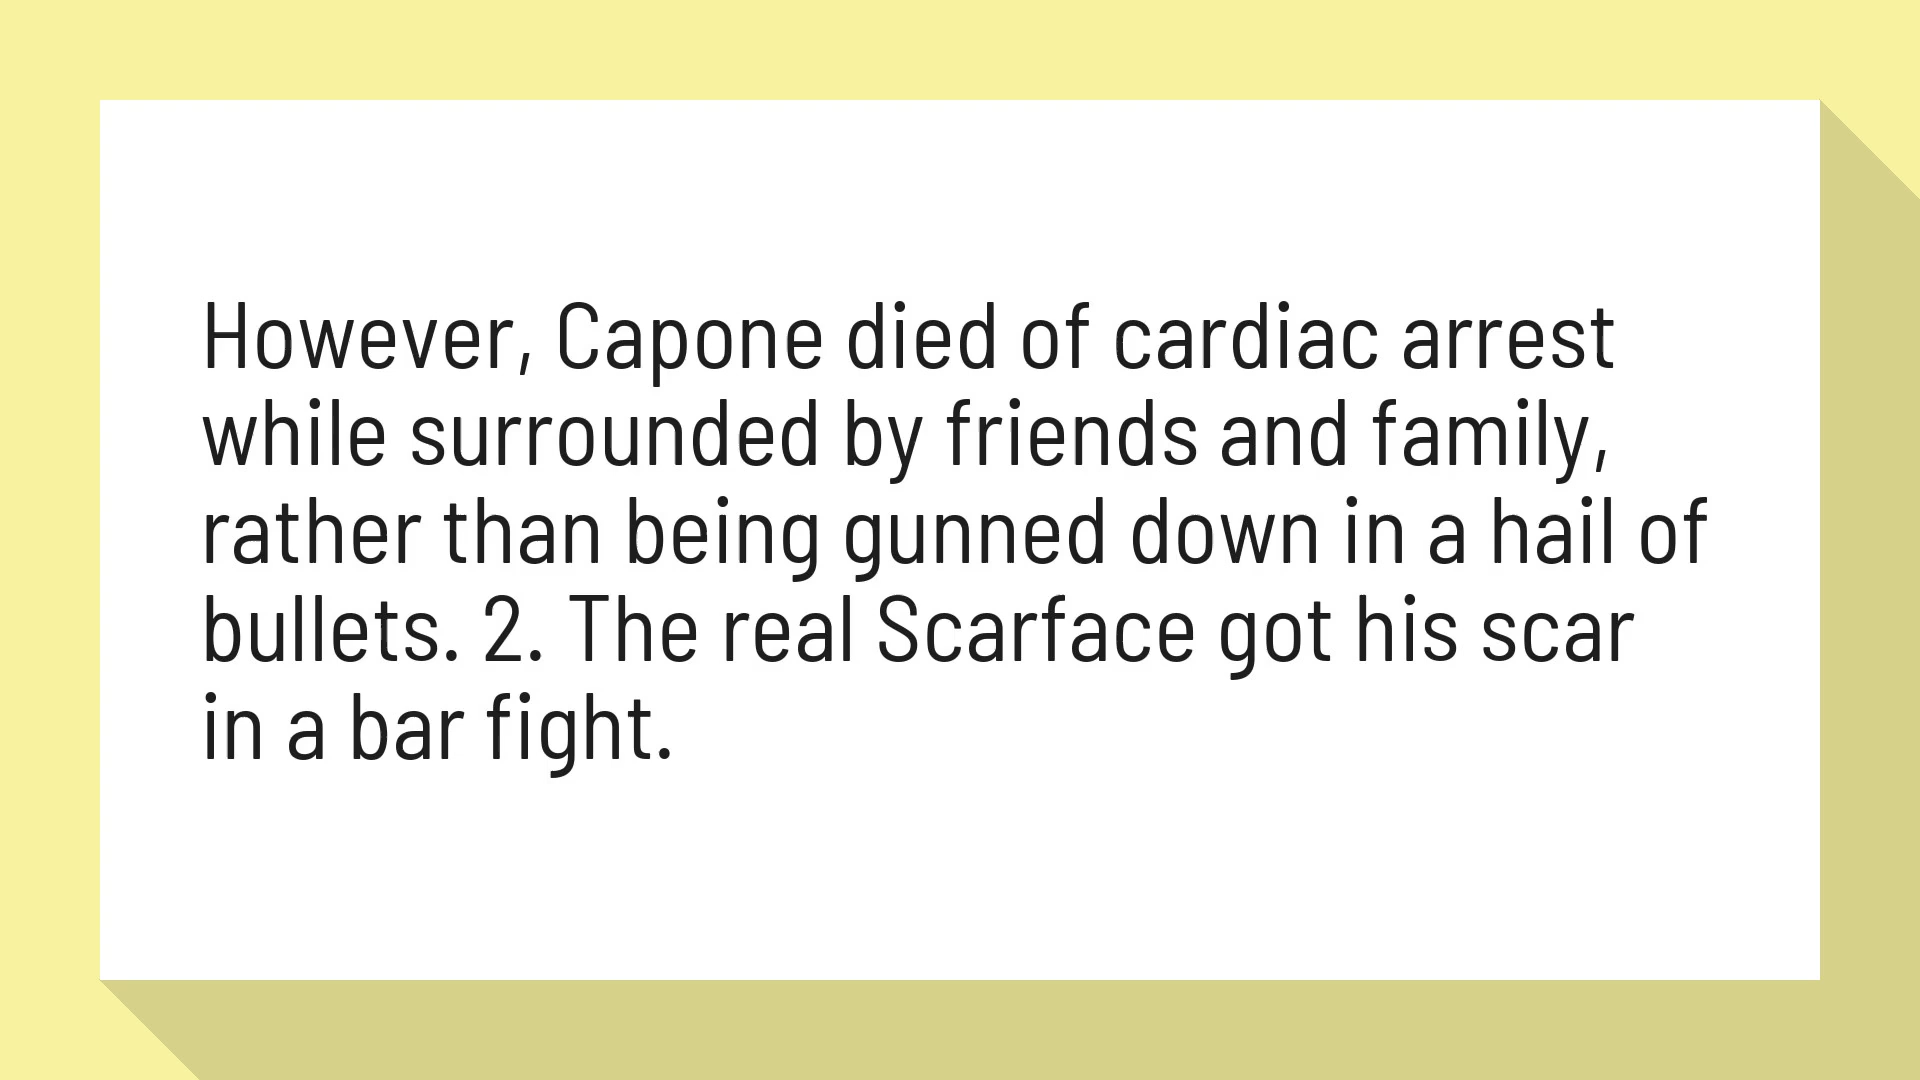 However, Capone died of cardiac arrest
while surrounded by friends and family,
rather than being gunned down in a hail of
bullets. 2. The real Scarface got his scar
in a bar fight.